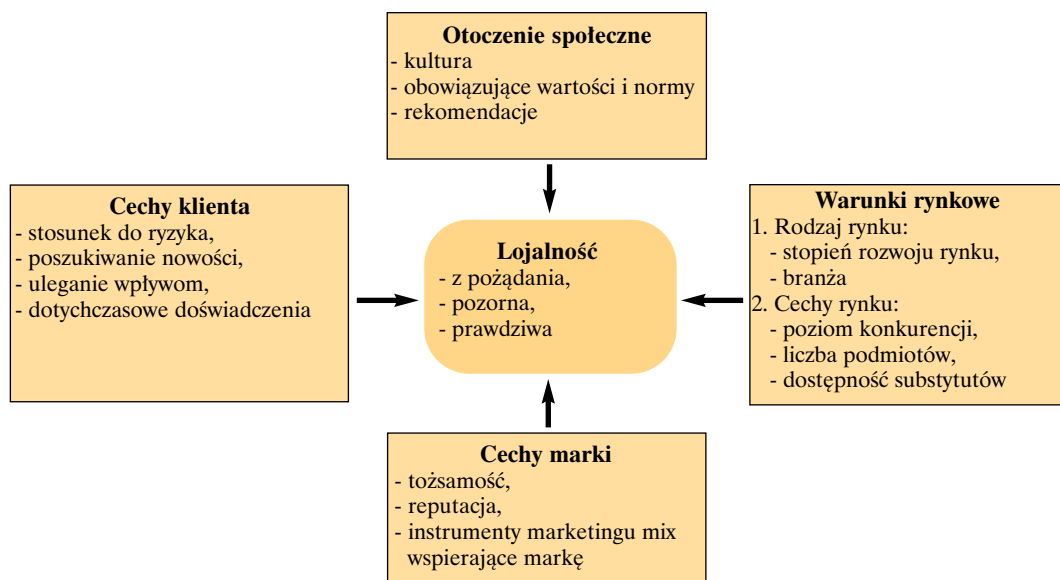 Otoczenie społeczne
- kultura
- obowiązujące wartości i normy
- rekomendacje
Cechy klienta
- stosunek do ryzyka,
- poszukiwanie nowości,
- uleganie wpływom,
- dotychczasowe doświadczenia
Lojalność
- z pożądania,
- pozorna,
- prawdziwa
Warunki rynkowe
1. Rodzaj rynku:
- stopień rozwoju rynku,
- branża
2. Cechy rynku:
- poziom konkurencji,
- liczba podmiotów,
- dostępność substytutów
Cechy marki
- tożsamość,
- reputacja,
- instrumenty marketingu mix
wspierające markę